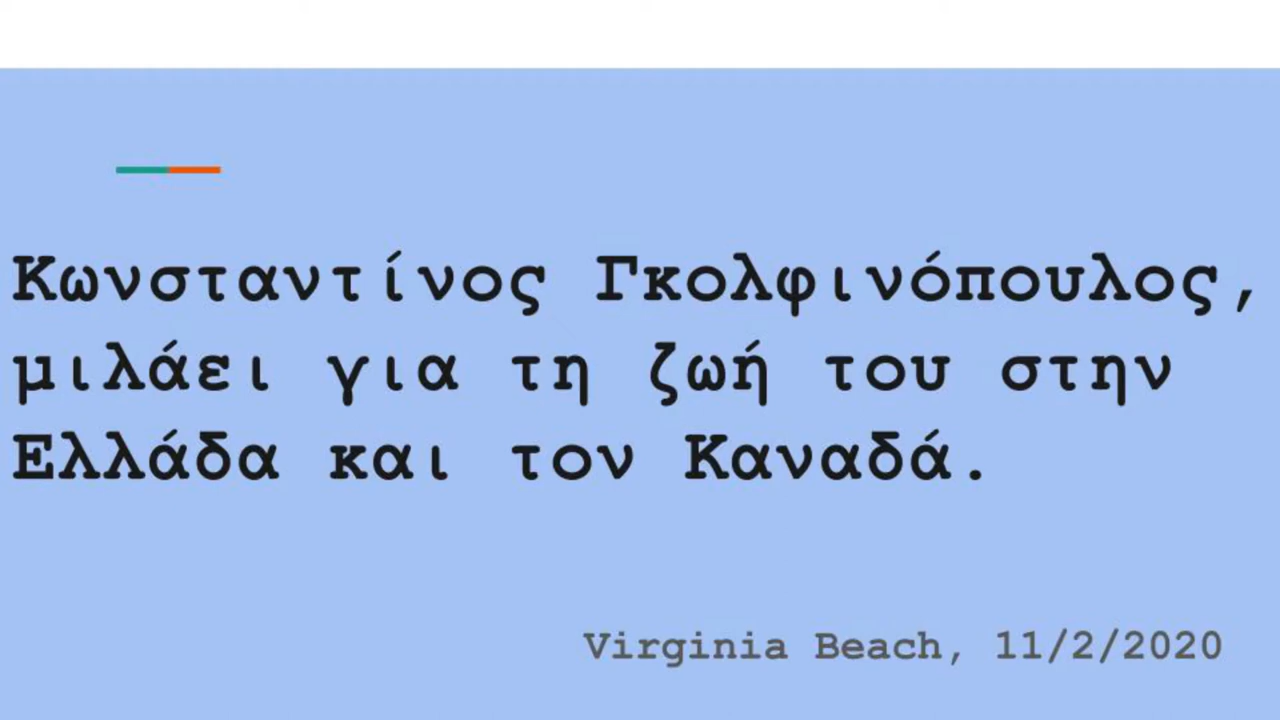 Κωνσταντίνος Γκολφινόπουλος,
μιλάει για τη ζωή του στην
Ελλάδα και τον Καναδά.
Virginia Beach, 11/2/2020